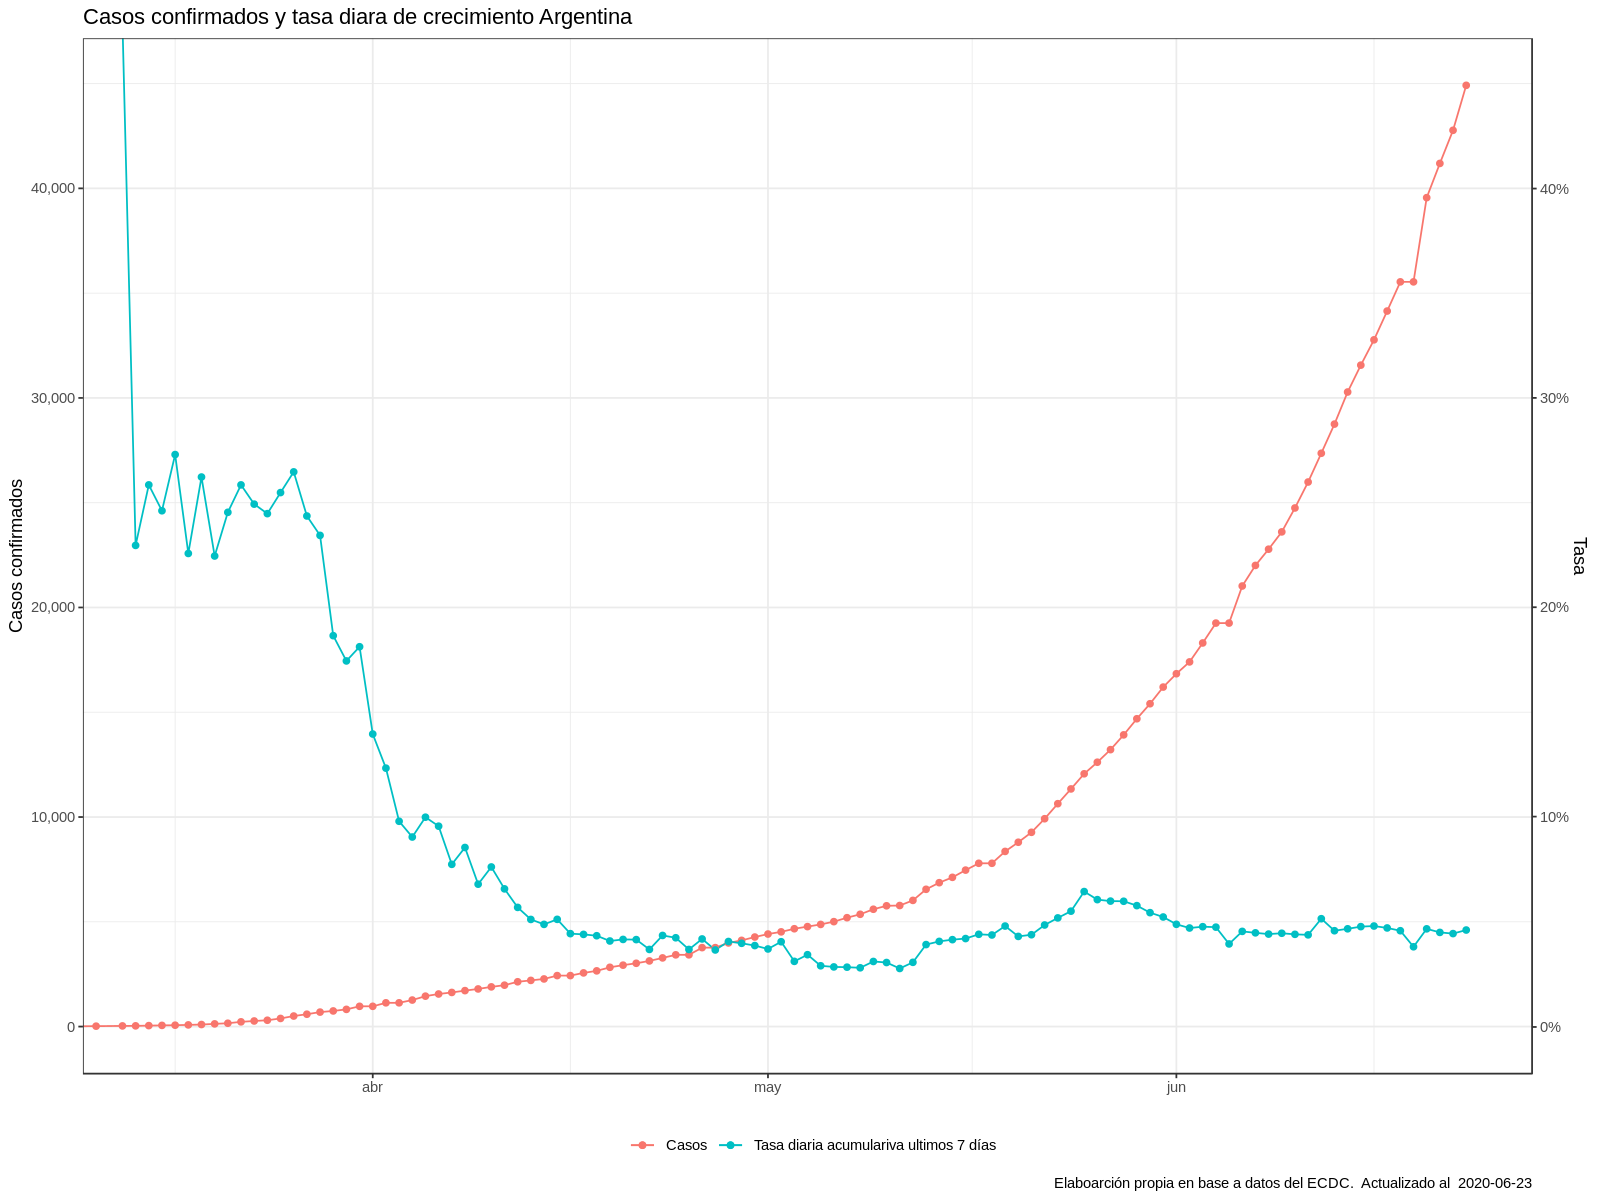 Casos confirmados y tasa diara de crecimiento Argentina
Casos confirmados
40,000
30,000
20,000
10,000
0
40%
30%
20%
10%
0%
Tasa
abr
may
jun
Casos
Tasa diaria acumulariva ultimos 7 días
Elaboarción propia en base a datos del ECDC.  Actualizado al  2020-06-23